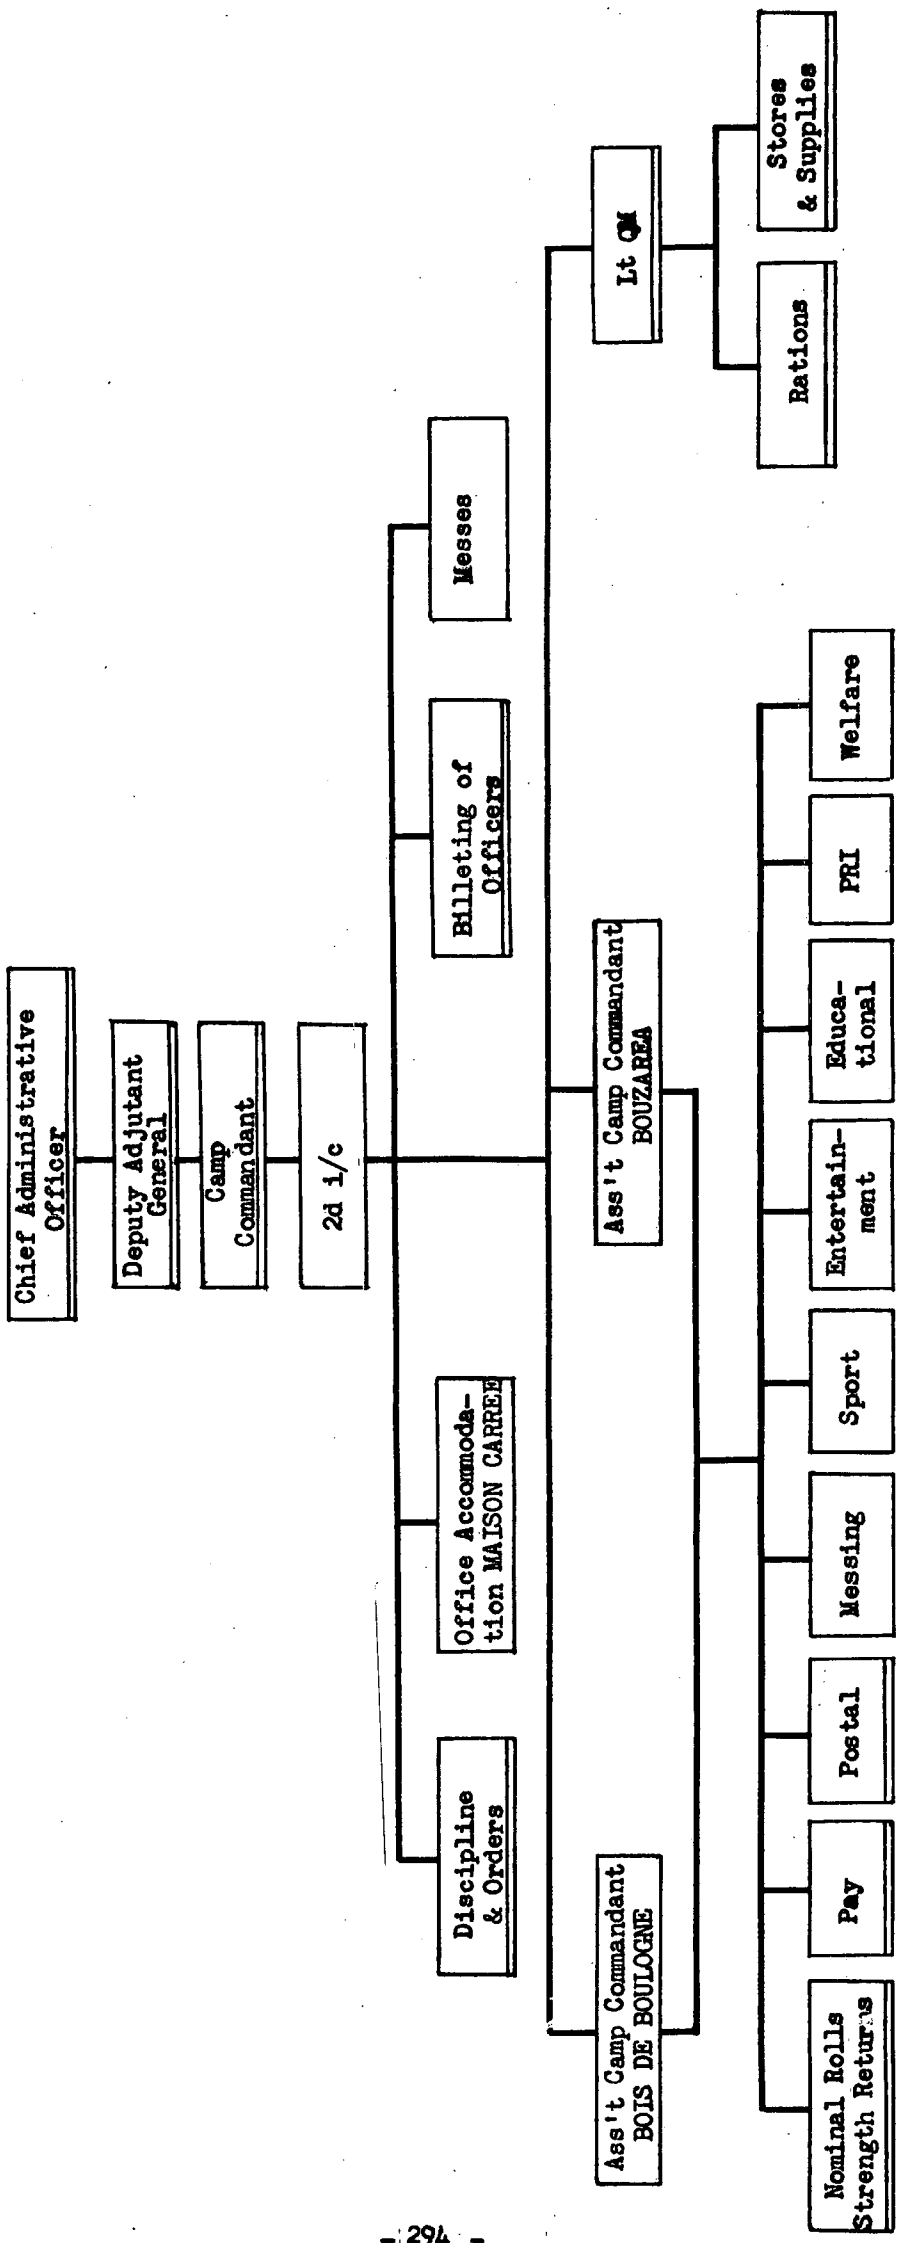 Chief Administrative
Officer
Deputy Adjutant
General
Camp
Commandant
2d i/c
Discipline
& Orders
Office Accommoda-
tion MAISON CARREE
Billeting of
Officers
Messes
Ass't Camp Commandant
BOIS DE BOULOGNE
Ass't Camp Commandant
BOUZAREA
Lt QM
Nominal Rolls
Strength Returns
Pay
Postal
Messing
Sport
Entertain-
ment
Educa-
tional
PRI
Welfare
Rations
Stores
& Supplies
- 294 -